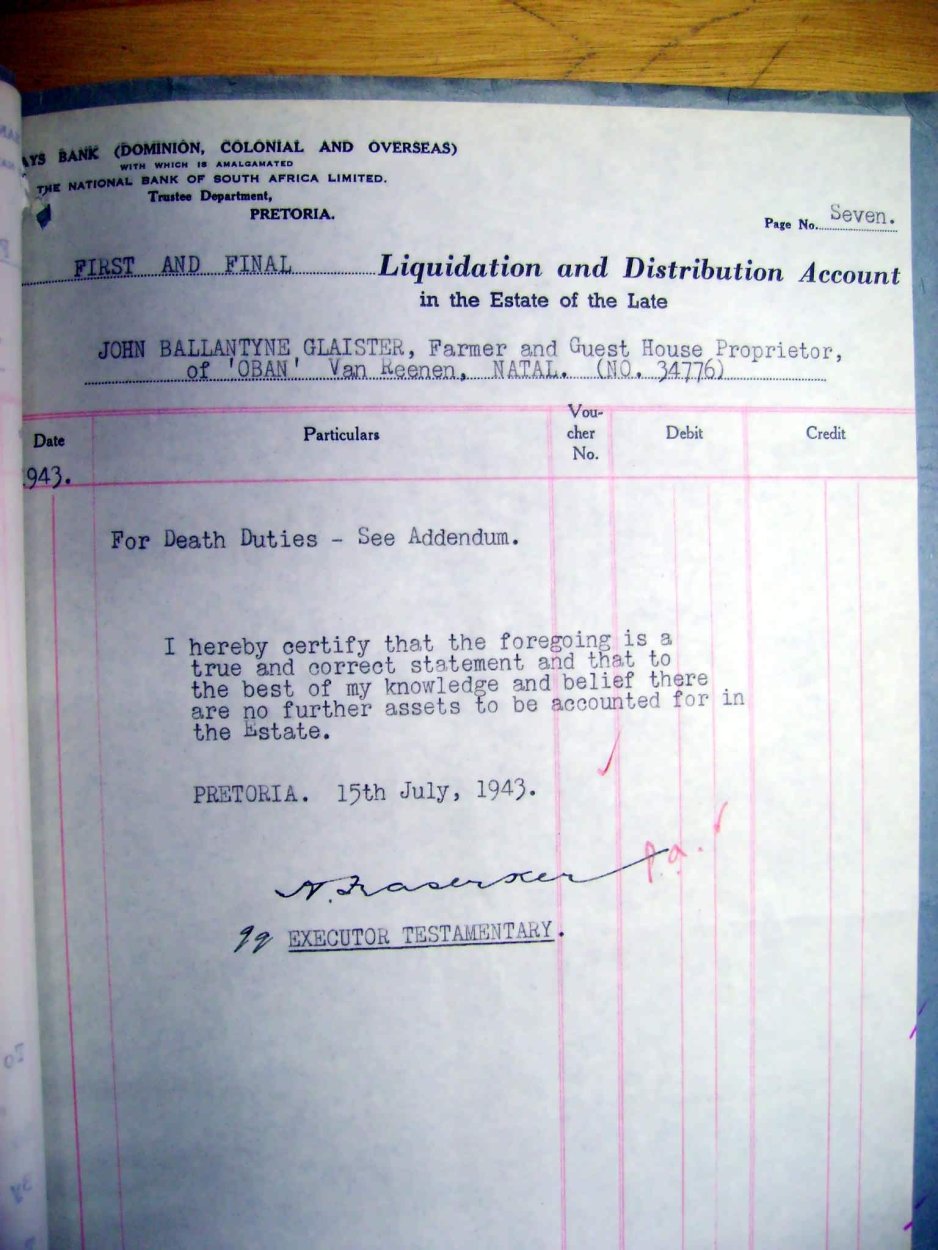 AYS BANK (DOMINION, COLONIAL AND OVERSEAS)
WITH WHICH IS AMALGAMATED
THE NATIONAL BANK OF SOUTH AFRICA LIMITED.
Trustee Department,
PRETORIA.
Page No. Seven.
FIRST AND FINAL Liquidation and Distribution Account
in the Estate of the Late
JOHN BALLANTYNE GLAISTER, Farmer and Guest House Proprietor,
of 'OBAN' Van Reenen, NATAL. (NO. 34776)
Date Particulars Vou-
cher
No. Debit Credit
943.
For Death Duties - See Addendum.
I hereby certify that the foregoing is a
true and correct statement and that to
the best of my knowledge and belief there
are no further assets to be accounted for in
the Estate.
PRETORIA. 15th July, 1943.
p.a.
qq EXECUTOR TESTAMENTARY.